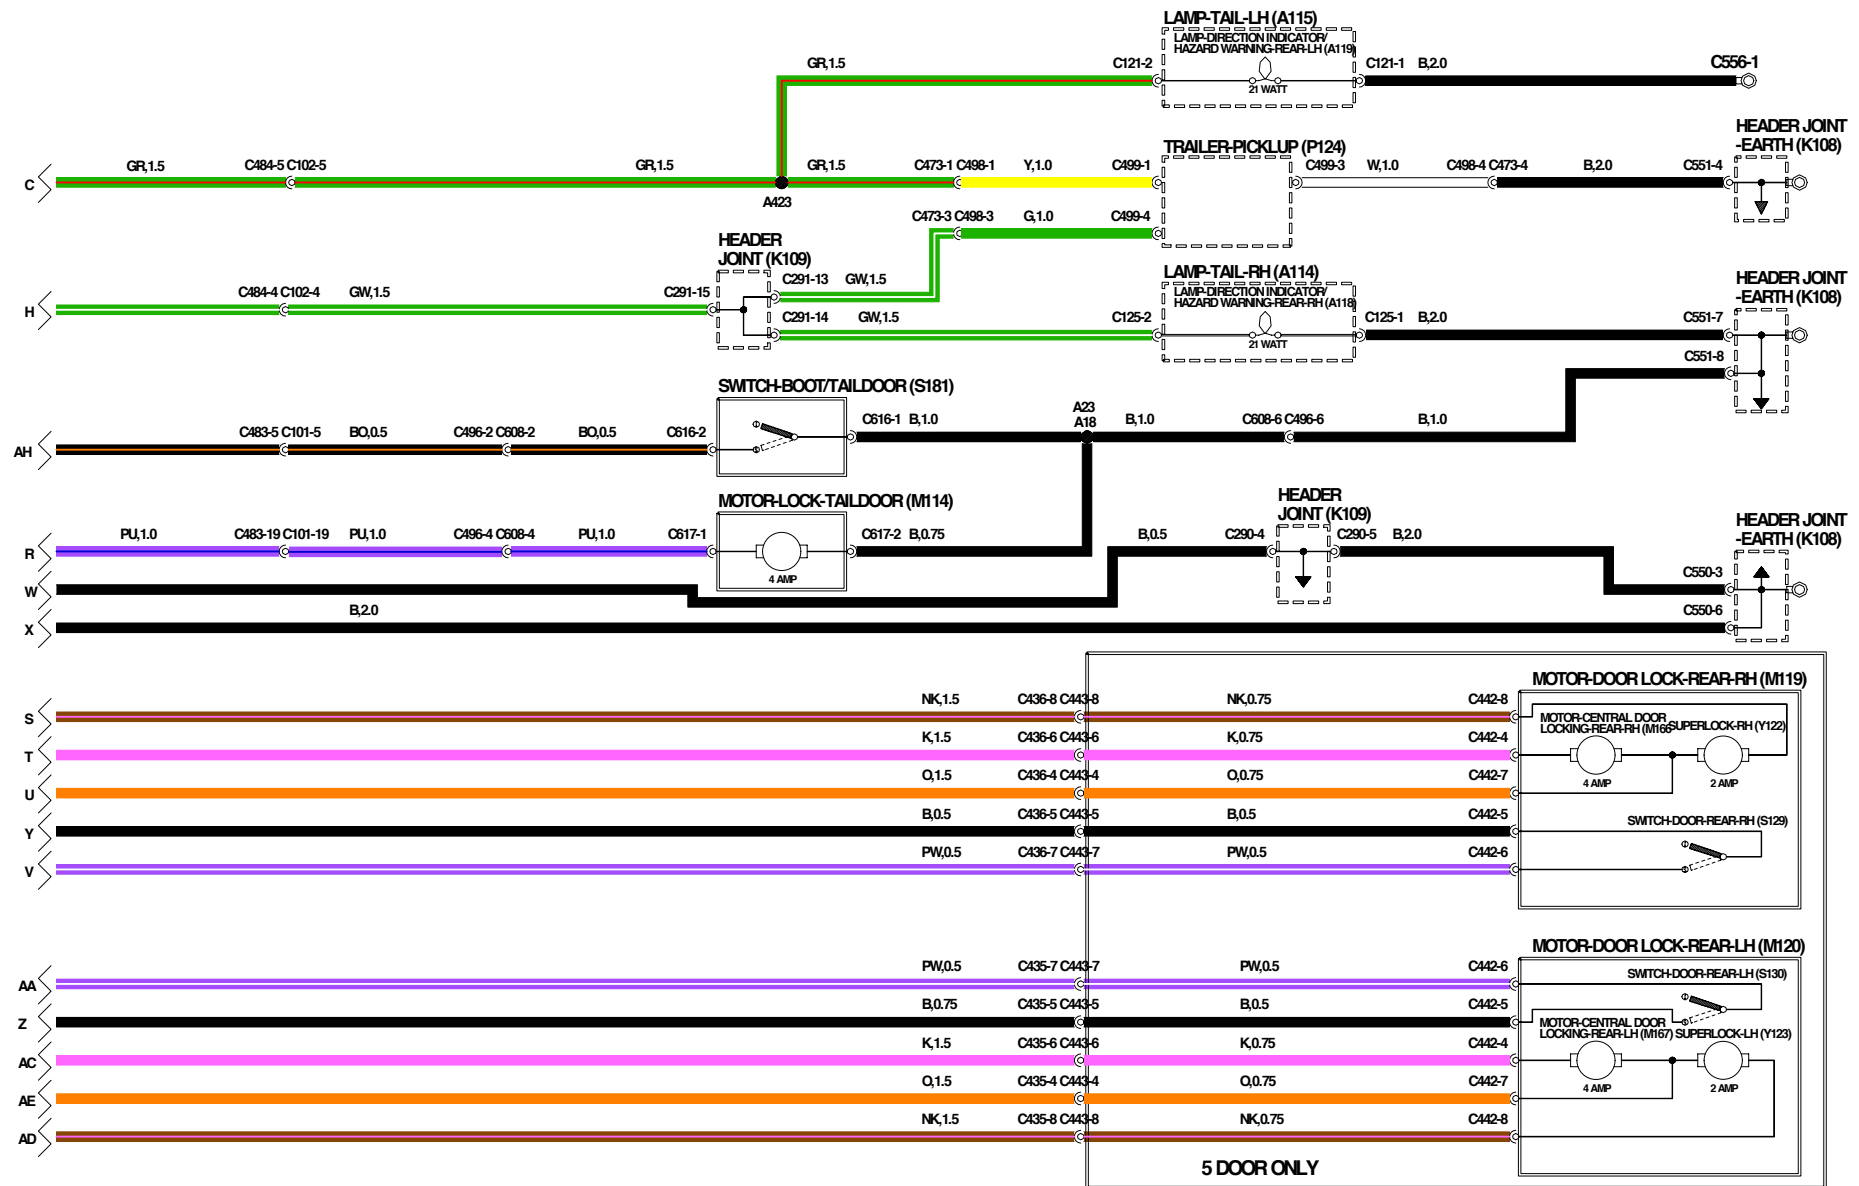 LAMP-TAIL-LH (A115)
LAMP-DIRECTION INDICATOR/
HAZARD WARNING-REAR-LH (A119)
GR,1.5
C121-2
21 WATT
C121-1 B,2.0
C556-1
HEADER JOINT
-EARTH (K108)
C
GR,1.5
C484-5 C102-5
GR,1.5
GR,1.5
A423
C473-1 C498-1
Y,1.0
C499-1
TRAILER-PICKLUP (P124)
C499-3
W,1.0
C498-4 C473-4
B,2.0
C551-4
C473-3 C498-3
G,1.0
C499-4
HEADER
JOINT (K109)
H
C484-4 C102-4
GW,1.5
C291-15
C291-13
GW,1.5
C291-14
GW,1.5
LAMP-TAIL-RH (A114)
LAMP-DIRECTION INDICATOR/
HAZARD WARNING-REAR-RH (A118)
C125-2
21 WATT
C125-1 B,2.0
HEADER JOINT
-EARTH (K108)
C551-7
C551-8
SWITCH-BOOT/TAILDOOR (S181)
AH
C483-5 C101-5
BO,0.5
C496-2 C608-2
BO,0.5
C616-2
C616-1 B,1.0
A23
A18
B,1.0
C608-6 C496-6
B,1.0
MOTOR-LOCK-TAILDOOR (M114)
R
PU,1.0
C483-19 C101-19
PU,1.0
C496-4 C608-4
PU,1.0
C617-1
4 AMP
C617-2 B,0.75
HEADER
JOINT (K109)
B,0.5
C290-4
C290-5 B,2.0
HEADER JOINT
-EARTH (K108)
W
C550-3
X
B,2.0
C550-6
MOTOR-DOOR LOCK-REAR-RH (M119)
S
NK,1.5
C436-8 C443-8
NK,0.75
C442-8
MOTOR-CENTRAL DOOR
LOCKING-REAR-RH (M166
SUPERLOCK-RH (Y122)
T
K,1.5
C436-6 C443-6
K,0.75
C442-4
4 AMP
2 AMP
U
O,1.5
C436-4 C443-4
O,0.75
C442-7
Y
B,0.5
C436-5 C443-5
B,0.5
C442-5
SWITCH-DOOR-REAR-RH (S129)
V
PW,0.5
C436-7 C443-7
PW,0.5
C442-6
MOTOR-DOOR LOCK-REAR-LH (M120)
AA
PW,0.5
C435-7 C443-7
PW,0.5
C442-6
SWITCH-DOOR-REAR-LH (S130)
Z
B,0.75
C435-5 C443-5
B,0.5
C442-5
MOTOR-CENTRAL DOOR
LOCKING-REAR-LH (M167) SUPERLOCK-LH (Y123)
AC
K,1.5
C435-6 C443-6
K,0.75
C442-4
4 AMP
2 AMP
AE
O,1.5
C435-4 C443-4
O,0.75
C442-7
AD
NK,1.5
C435-8 C443-8
NK,0.75
C442-8
5 DOOR ONLY